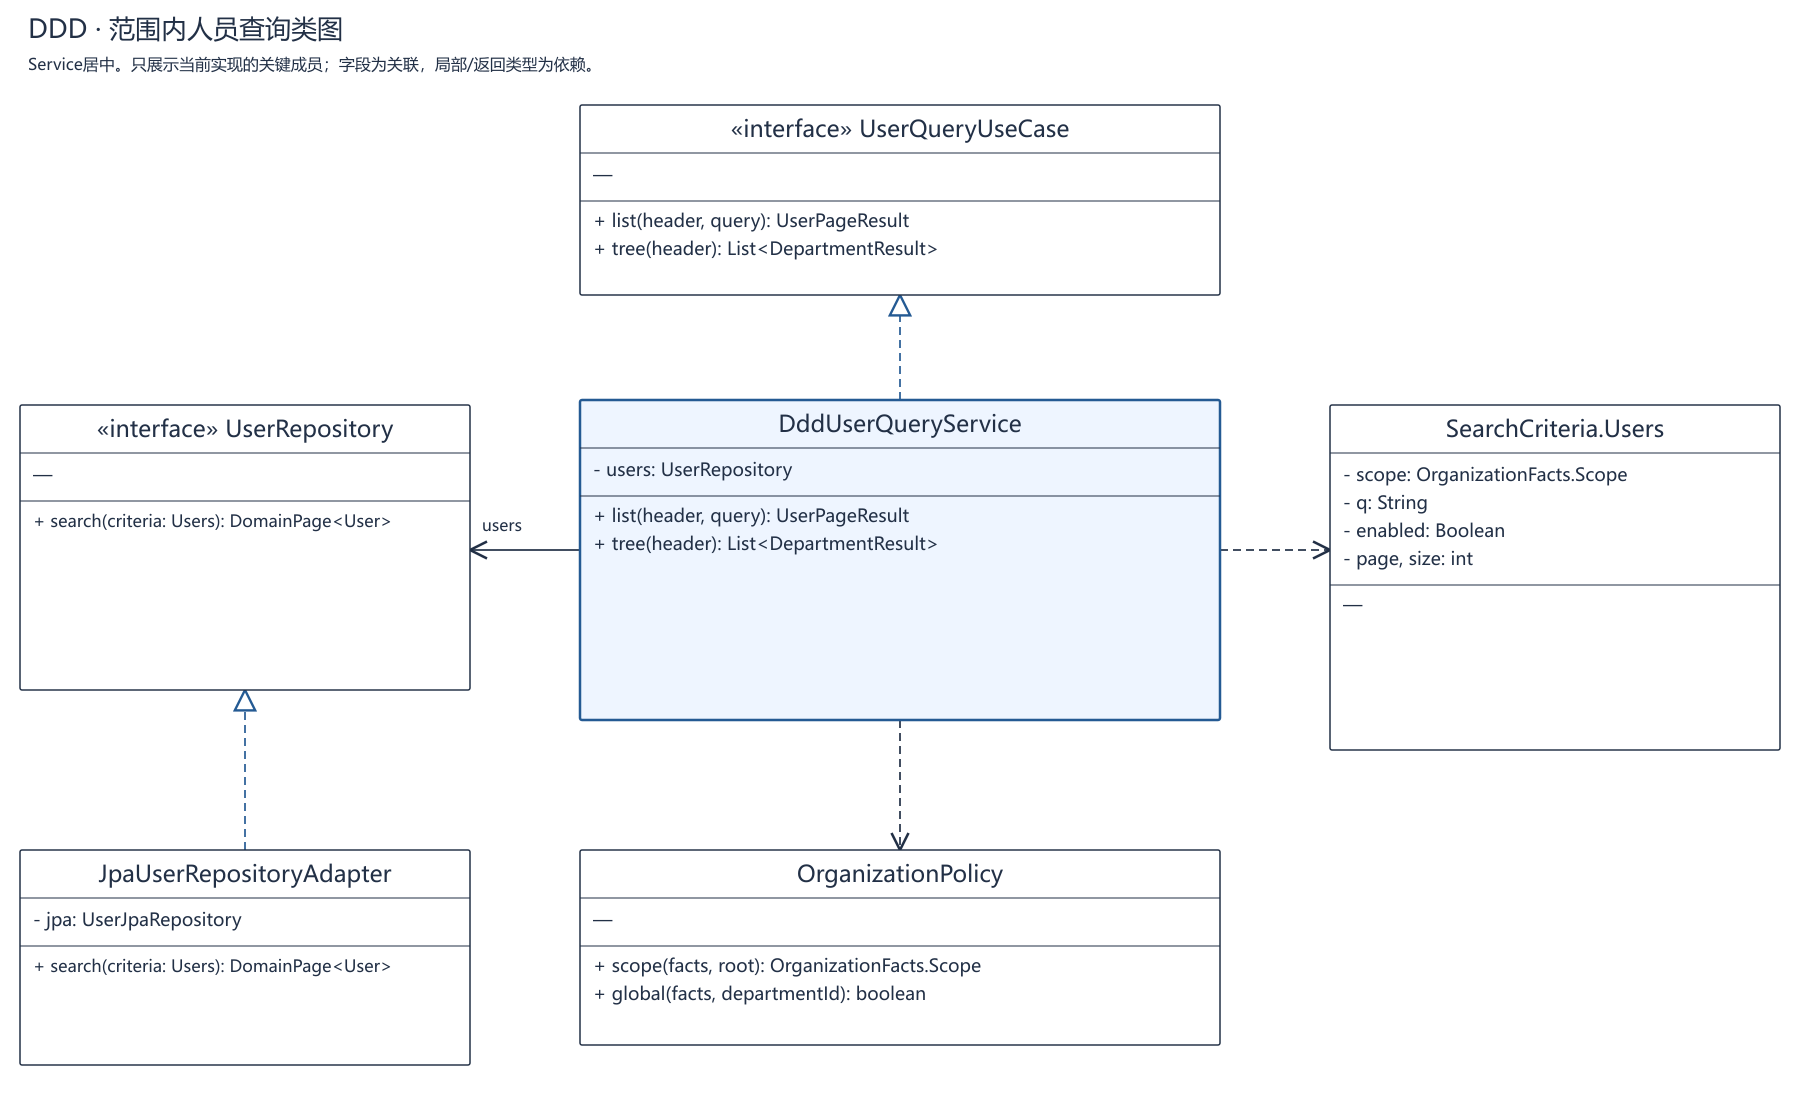 DDD · 范围内人员查询类图
Service居中。只展示当前实现的关键成员；字段为关联，局部/返回类型为依赖。
«interface» UserQueryUseCase
—
+ list(header, query): UserPageResult
+ tree(header): List<DepartmentResult>
«interface» UserRepository
—
+ search(criteria: Users): DomainPage<User>
users
DddUserQueryService
- users: UserRepository
+ list(header, query): UserPageResult
+ tree(header): List<DepartmentResult>
SearchCriteria.Users
- scope: OrganizationFacts.Scope
- q: String
- enabled: Boolean
- page, size: int
—
JpaUserRepositoryAdapter
- jpa: UserJpaRepository
+ search(criteria: Users): DomainPage<User>
OrganizationPolicy
—
+ scope(facts, root): OrganizationFacts.Scope
+ global(facts, departmentId): boolean